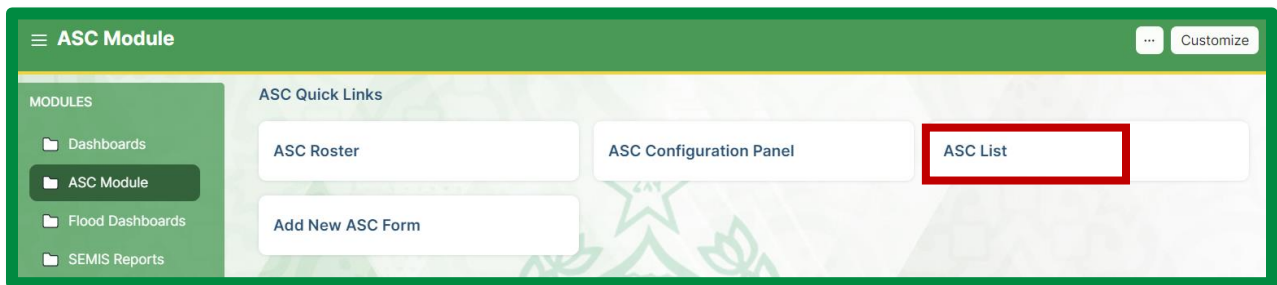 ASC Module
... Customize
MODULES
Dashboards
ASC Module
Flood Dashboards
SEMIS Reports
ASC Quick Links
ASC Roster
ASC Configuration Panel
ASC List
Add New ASC Form